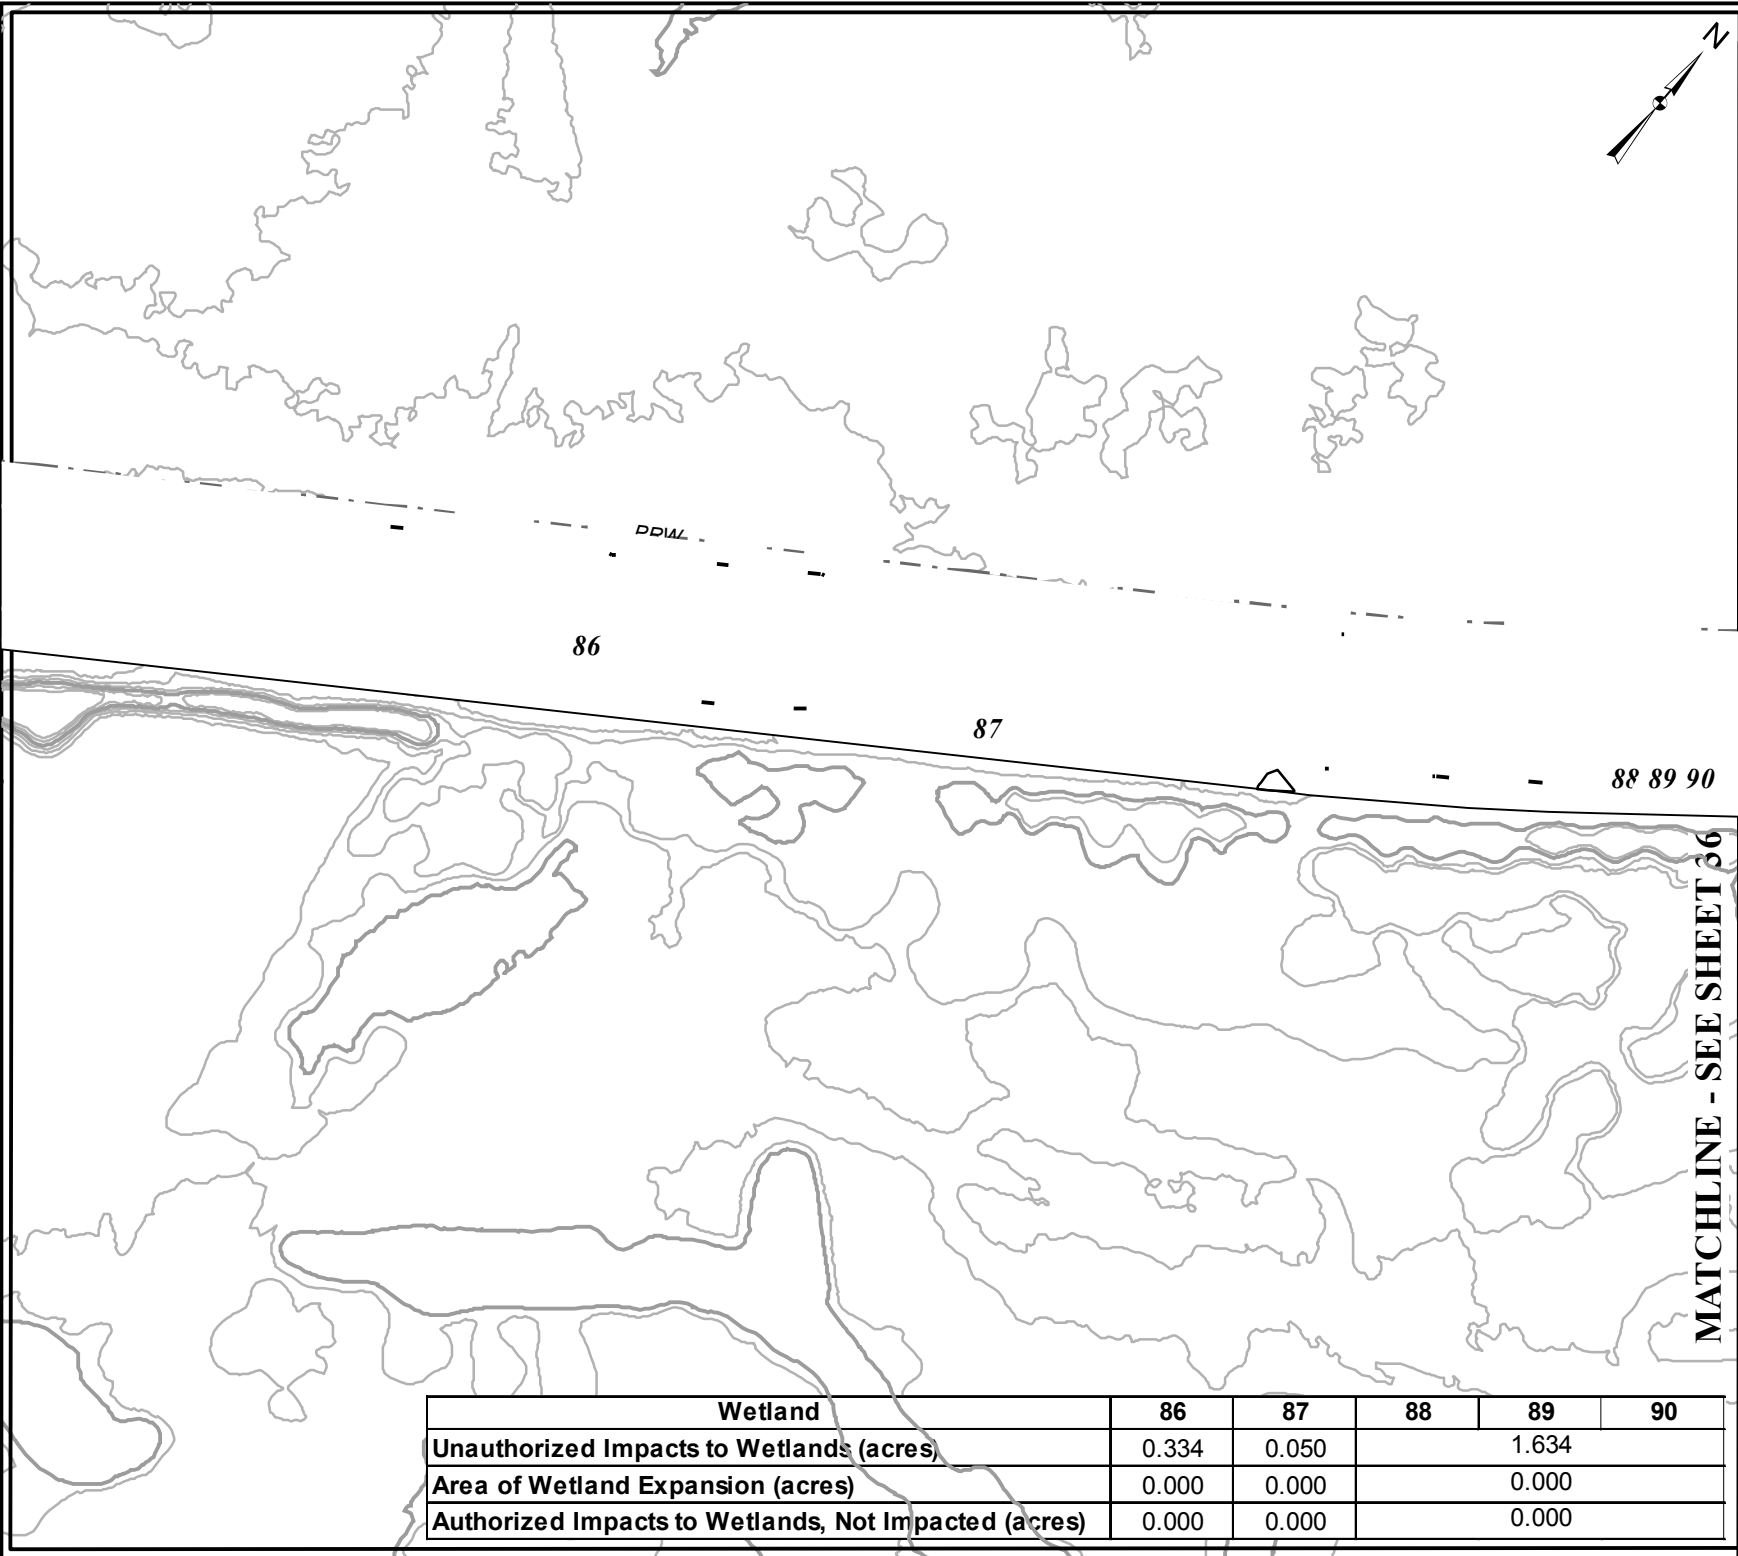 N
86
87
88 89 90
MATCHLINE - SEE SHEET 36
Wetland 86 87 88 89 90
Unauthorized Impacts to Wetlands (acres) 0.334 0.050 1.634
Area of Wetland Expansion (acres) 0.000 0.000 0.000
Authorized Impacts to Wetlands, Not Impacted (acres) 0.000 0.000 0.000